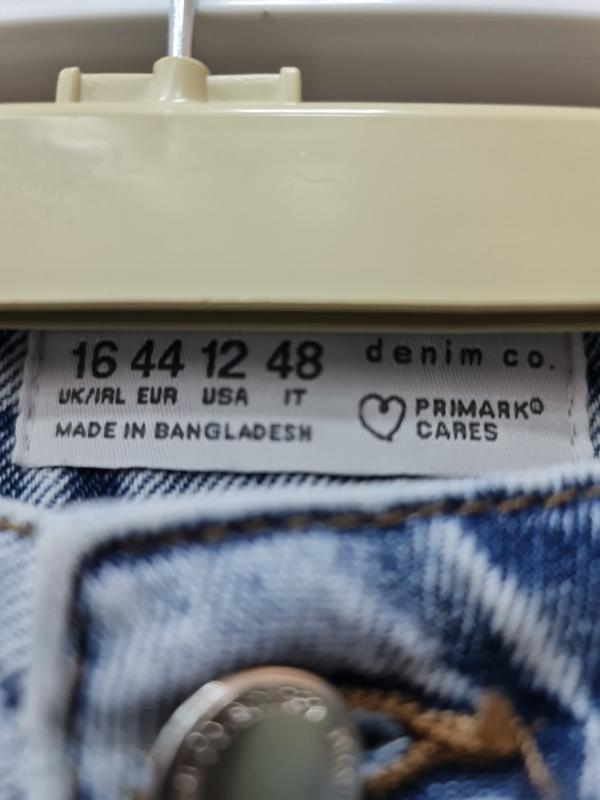 16 44 12 48
UK/IRL EUR USA IT
MADE IN BANGLADESH
denim co.
PRIMARK®
CARES